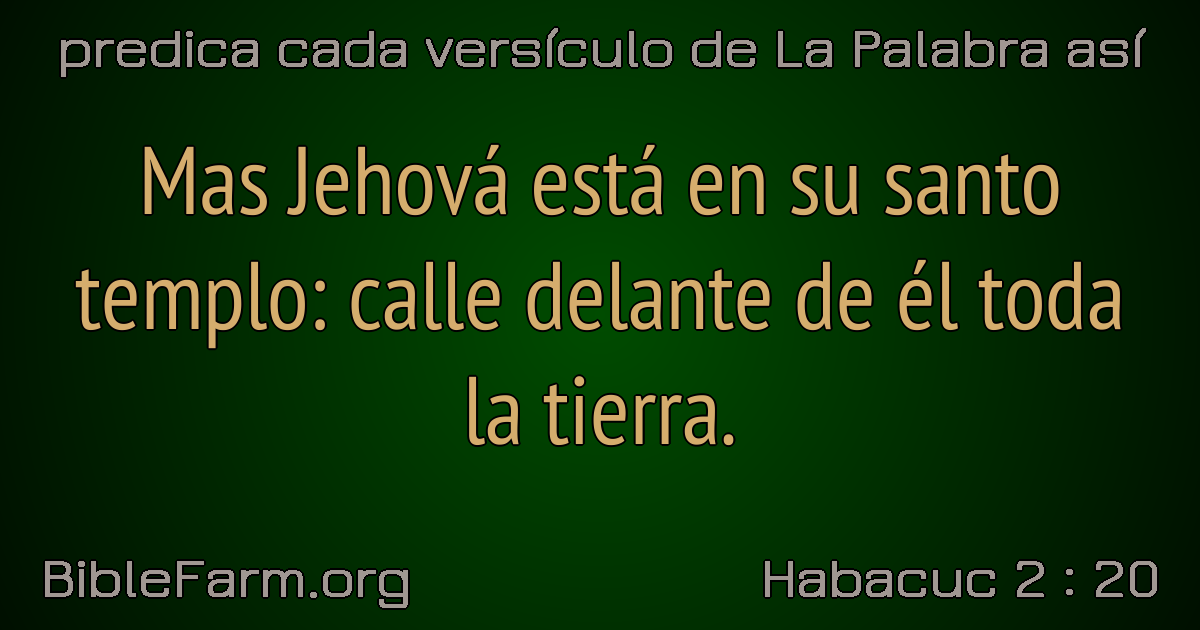 predica cada versículo de La Palabra así
Mas Jehová está en su santo
templo: calle delante de él toda
la tierra.
BibleFarm.org
Habacuc 2 : 20